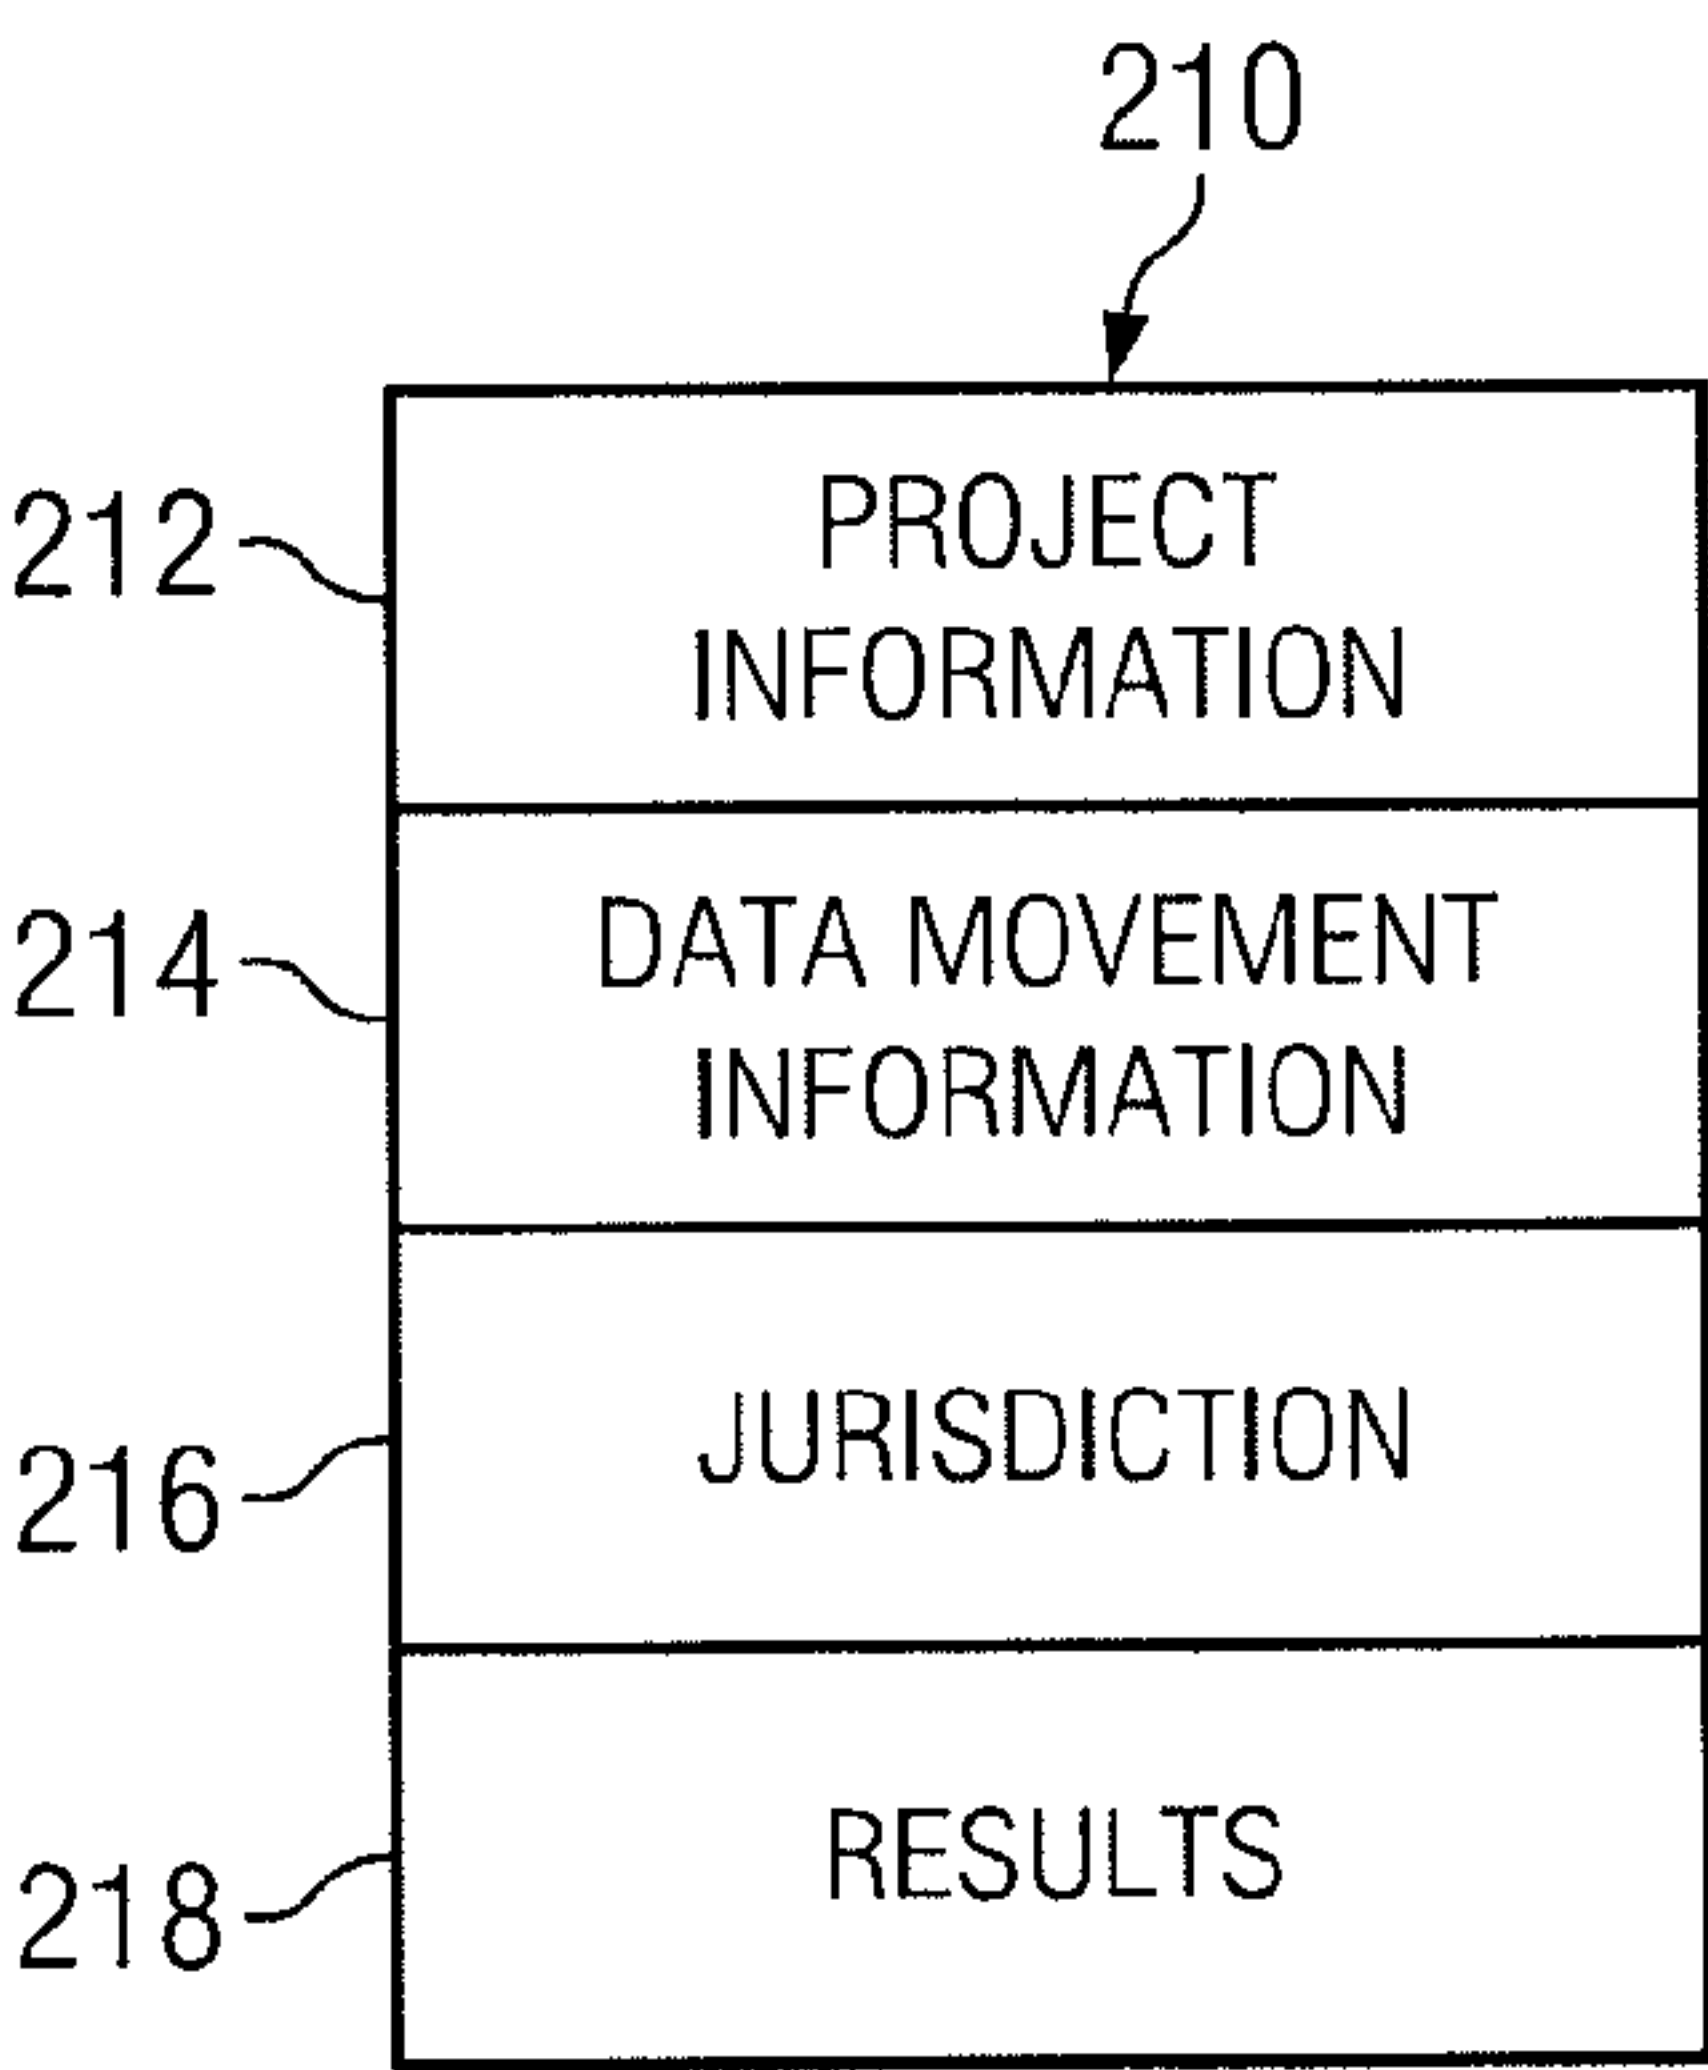 210
212
PROJECT
INFORMATION
214
DATA MOVEMENT
INFORMATION
216
JURISDICTION
218
RESULTS